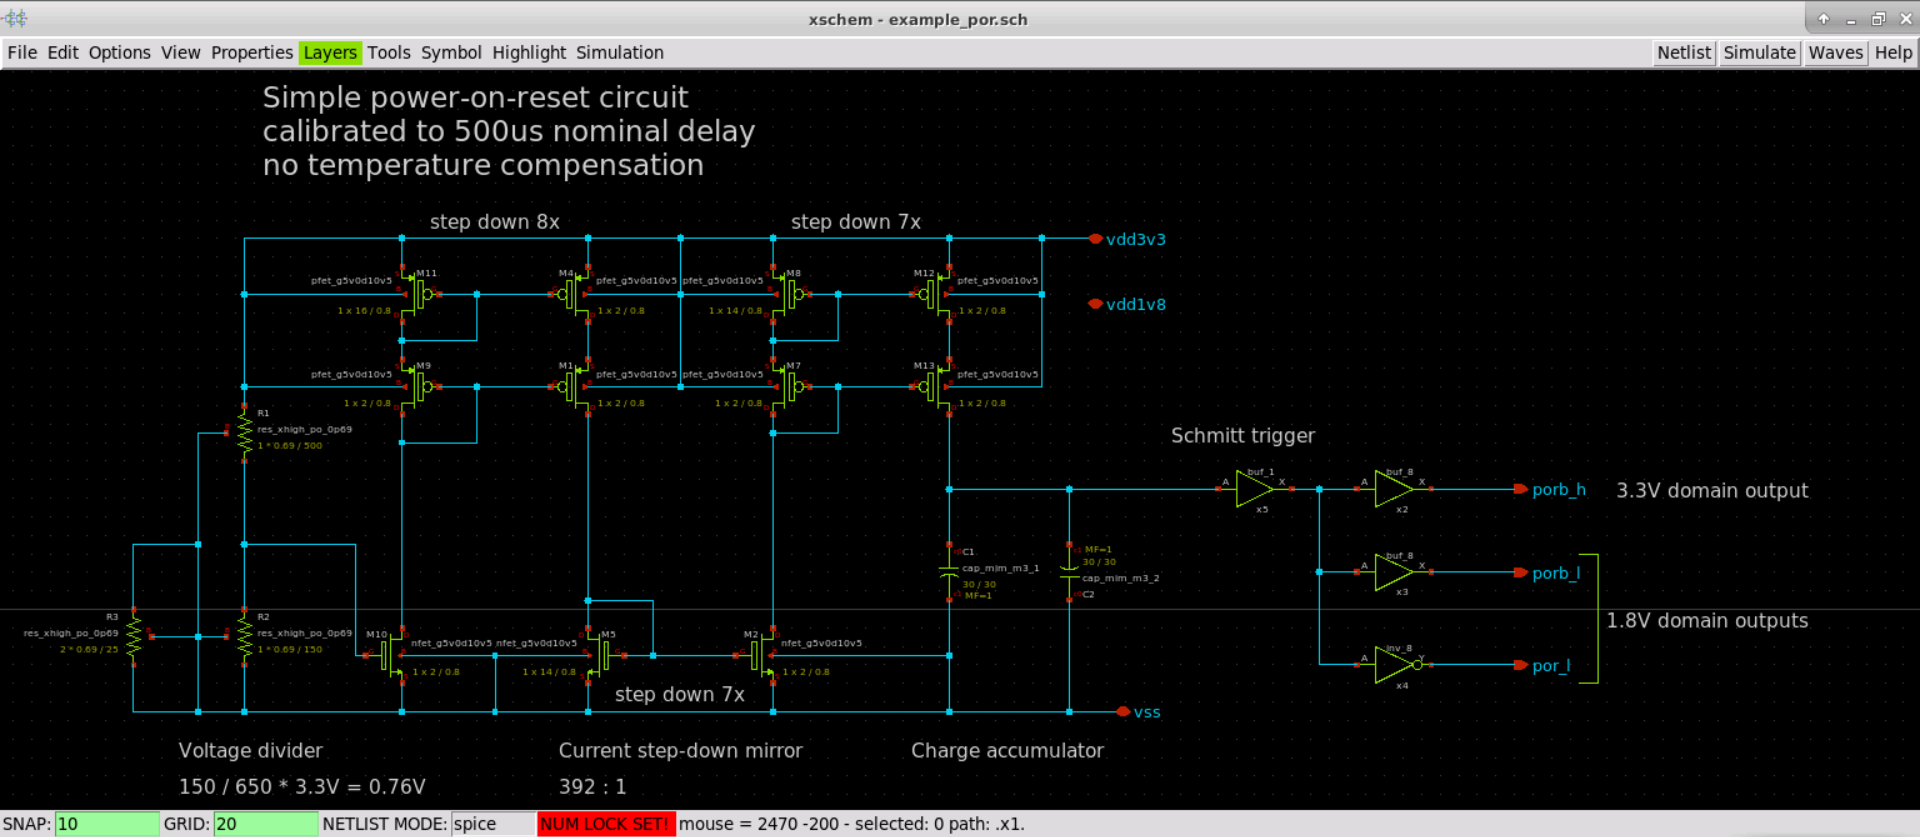 xschem - example_por.sch
File Edit Options View Properties Layers Tools Symbol Highlight Simulation Netlist Simulate Waves Help
Simple power-on-reset circuit
calibrated to 500us nominal delay
no temperature compensation
step down 8x
step down 7x
vdd3v3
M11
M4
M8
M12
pfet_g5v0d10v5
pfet_g5v0d10v5
pfet_g5v0d10v5
pfet_g5v0d10v5
1 x 16 / 0.8
1 x 2 / 0.8
1 x 14 / 0.8
1 x 2 / 0.8
vdd1v8
M9
M1
M7
M13
pfet_g5v0d10v5
pfet_g5v0d10v5
pfet_g5v0d10v5
pfet_g5v0d10v5
1 x 2 / 0.8
1 x 2 / 0.8
1 x 2 / 0.8
1 x 2 / 0.8
R1
res_xhigh_po_0p69
1 * 0.69 / 500
Schmitt trigger
buf_1
A X
x5
buf_8
A X
x2
porb_h
3.3V domain output
C1
cap_mim_m3_1
30 / 30
MF=1
MF=1
30 / 30
cap_mim_m3_2
C2
buf_8
A X
x3
porb_l
1.8V domain outputs
inv_8
A Y
x4
por_l
R3
res_xhigh_po_0p69
2 * 0.69 / 25
R2
res_xhigh_po_0p69
1 * 0.69 / 150
M10
nfet_g5v0d10v5
1 x 2 / 0.8
M5
nfet_g5v0d10v5
1 x 14 / 0.8
M2
nfet_g5v0d10v5
1 x 2 / 0.8
step down 7x
vss
Voltage divider
Current step-down mirror
Charge accumulator
150 / 650 * 3.3V = 0.76V
392 : 1
SNAP: 10 GRID: 20 NETLIST MODE: spice NUM LOCK SET! mouse = 2470 -200 - selected: 0 path: .x1.